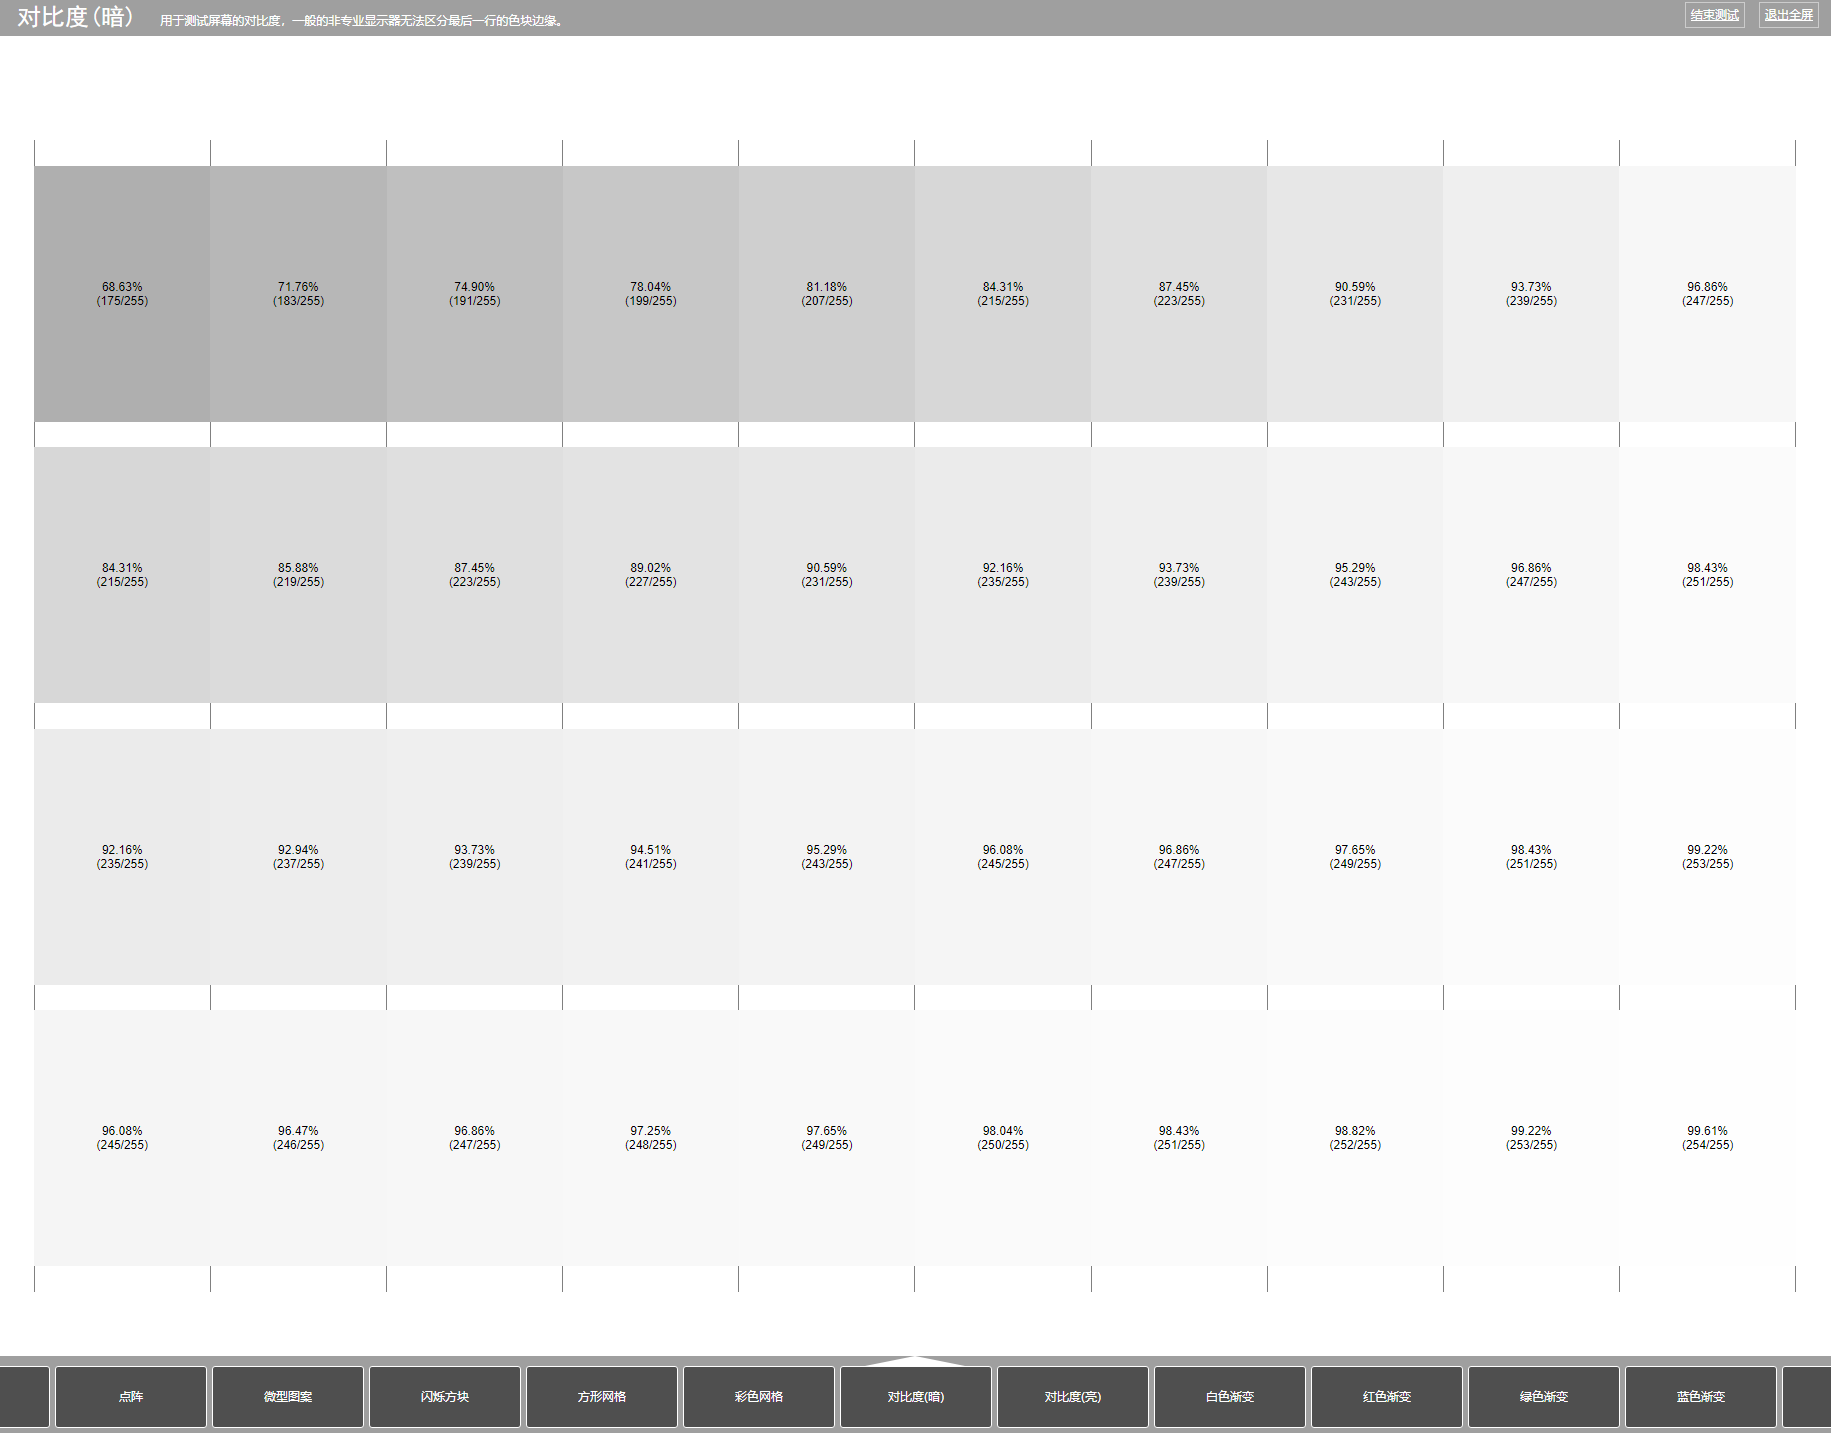 对比度(暗) 用于测试屏幕的对比度，一般的非专业显示器无法区分最后一行的色块边缘。 结束测试 退出全屏
68.63% 71.76% 74.90% 78.04% 81.18% 84.31% 87.45% 90.59% 93.73% 96.86%
(175/255) (183/255) (191/255) (199/255) (207/255) (215/255) (223/255) (231/255) (239/255) (247/255)
84.31% 85.88% 87.45% 89.02% 90.59% 92.16% 93.73% 95.29% 96.86% 98.43%
(215/255) (219/255) (223/255) (227/255) (231/255) (235/255) (239/255) (243/255) (247/255) (251/255)
92.16% 92.94% 93.73% 94.51% 95.29% 96.08% 96.86% 97.65% 98.43% 99.22%
(235/255) (237/255) (239/255) (241/255) (243/255) (245/255) (247/255) (249/255) (251/255) (253/255)
96.08% 96.47% 96.86% 97.25% 97.65% 98.04% 98.43% 98.82% 99.22% 99.61%
(245/255) (246/255) (247/255) (248/255) (249/255) (250/255) (251/255) (252/255) (253/255) (254/255)
点阵 微型图案 闪烁方块 方形网格 彩色网格 对比度(暗) 对比度(亮) 白色渐变 红色渐变 绿色渐变 蓝色渐变